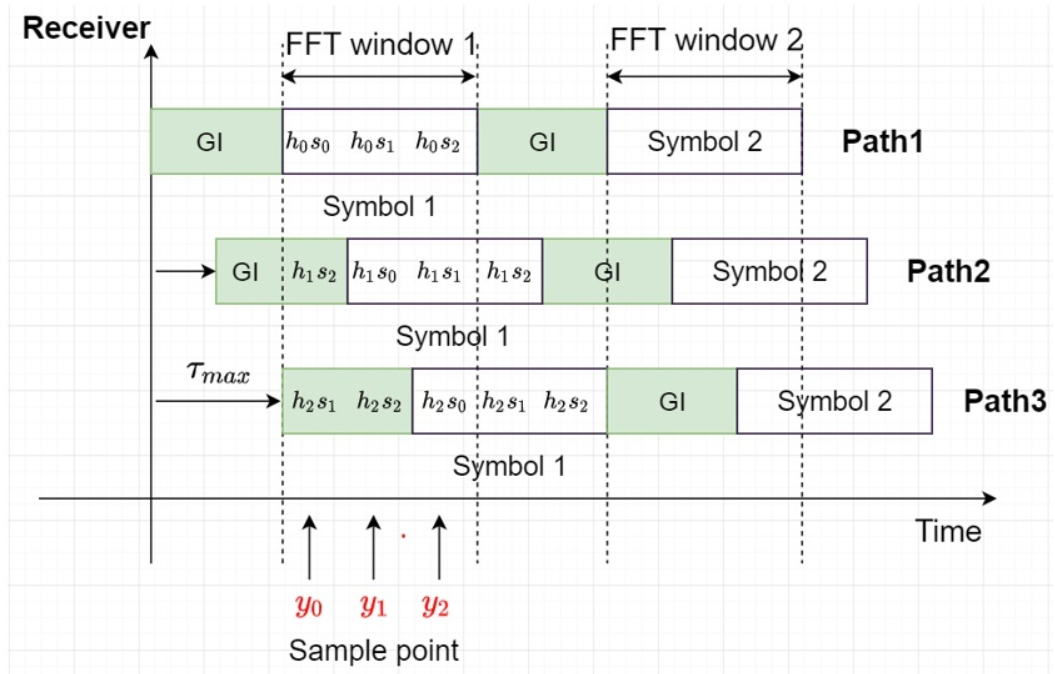 Receiver
FFT window 1 FFT window 2
GI h₀s₀ h₀s₁ h₀s₂ GI Symbol 2 Path1
Symbol 1
GI h₁s₂ h₁s₀ h₁s₁ h₁s₂ GI Symbol 2 Path2
Symbol 1
τₘₐₓ
h₂s₁ h₂s₂ h₂s₀ h₂s₁ h₂s₂ GI Symbol 2 Path3
Symbol 1
Time
y₀ y₁ y₂
Sample point